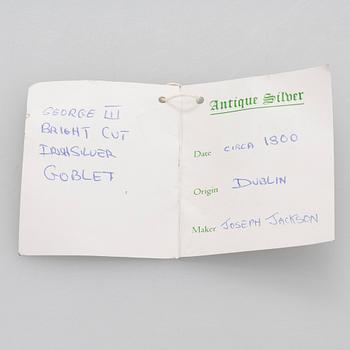 GEORGE III
BRIGHT CUT
IRISH SILVER
GOBLET
Antique Silver
Date CIRCA 1800
Origin DUBLIN
Maker JOSEPH JACKSON